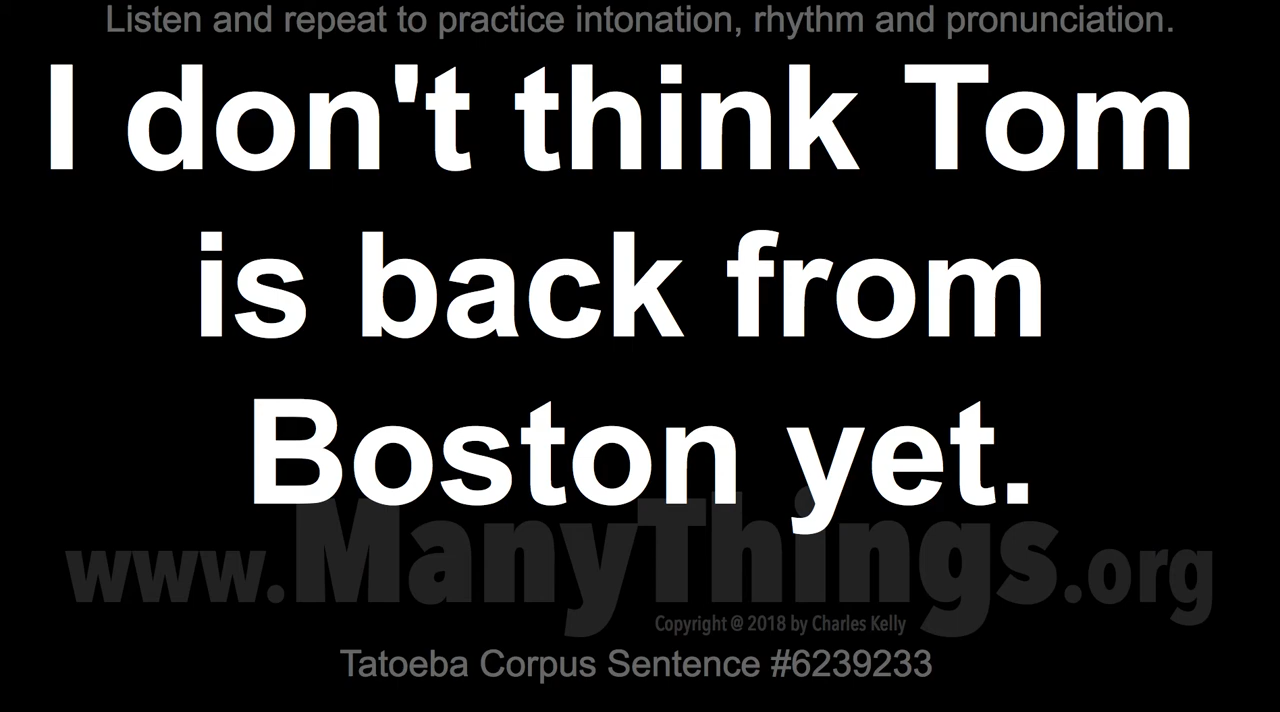 Listen and repeat to practice intonation, rhythm and pronunciation.
I don't think Tom
is back from
Boston yet.
www.ManyThings.org
Copyright @ 2018 by Charles Kelly
Tatoeba Corpus Sentence #6239233